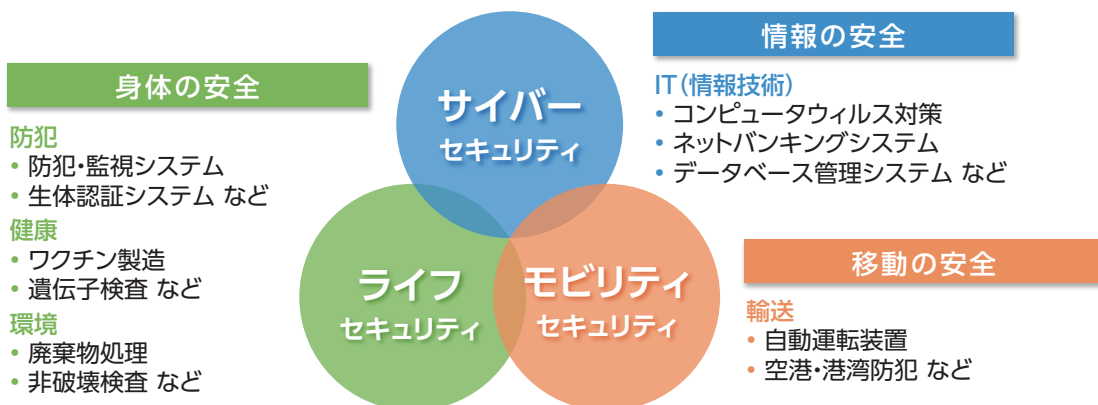 身体の安全
防犯
• 防犯・監視システム
• 生体認証システム など
健康
• ワクチン製造
• 遺伝子検査 など
環境
• 廃棄物処理
• 非破壊検査 など
サイバー
セキュリティ
ライフ
セキュリティ
モビリティ
セキュリティ
情報の安全
IT(情報技術)
• コンピュータウィルス対策
• ネットバンキングシステム
• データベース管理システム など
移動の安全
輸送
• 自動運転装置
• 空港・港湾防犯 など